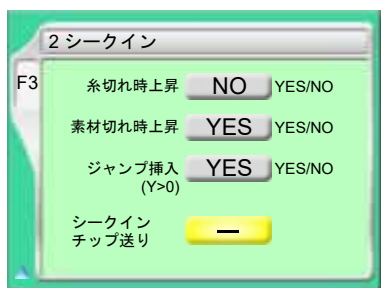 2 シークイン
F3
糸切れ時上昇 NO YES/NO
素材切れ時上昇 YES YES/NO
ジャンプ挿入 YES YES/NO
(Y>0)
シークイン
チップ送り —